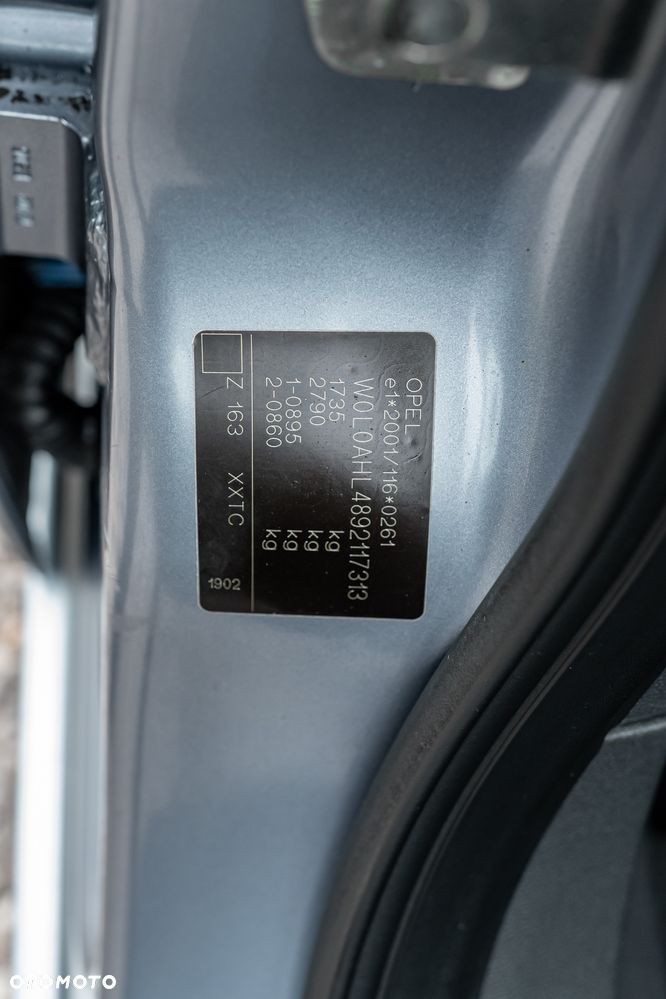 OPEL
e1*2001/116*0261
W0L0AHL4892117313
1735 kg
2790 kg
1-0895 kg
2-0860 kg
Z 163 XXTC
1902
OTOMOTO